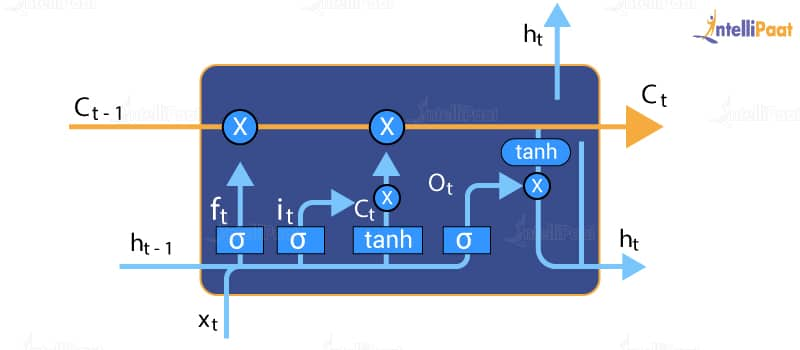 hₜ
INTELLIPAAT
Cₜ₋₁
X
X
Cₜ
tanh
fₜ
iₜ
Cₜ
X
Oₜ
X
hₜ₋₁
σ
σ
tanh
σ
hₜ
xₜ